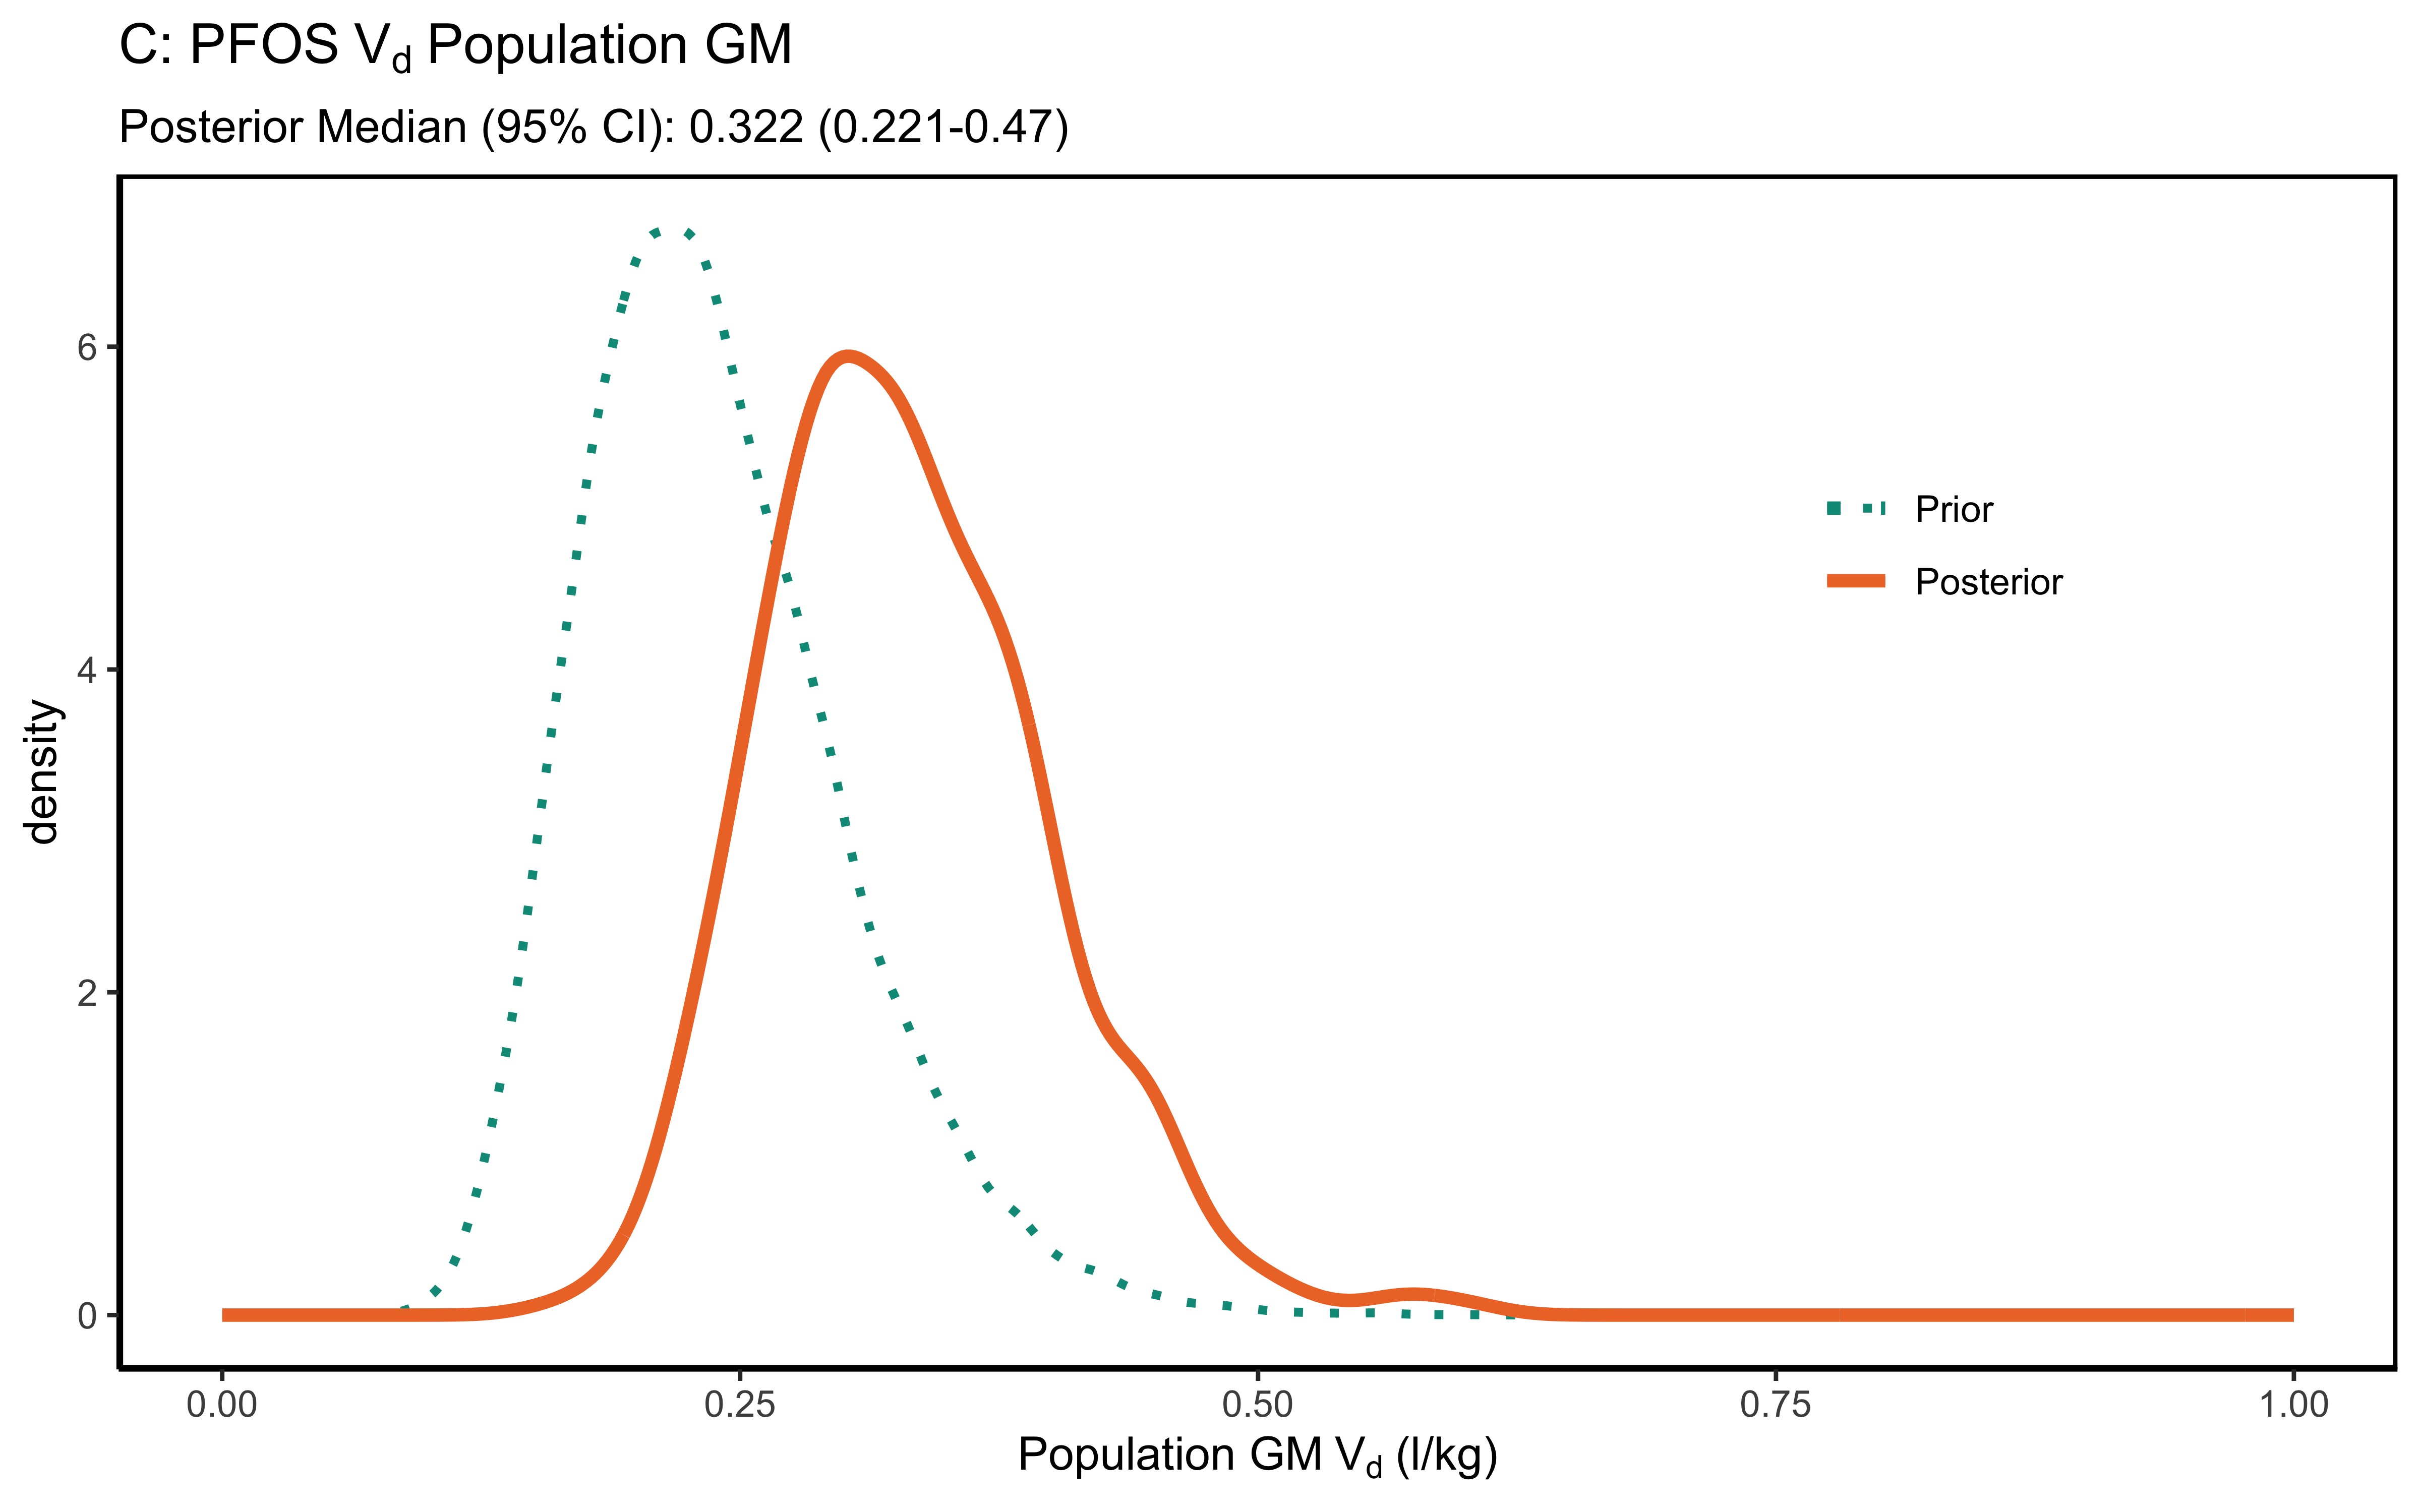 C: PFOS Vd Population GM
Posterior Median (95% CI): 0.322 (0.221-0.47)
density
6
4
2
0
Prior
Posterior
0.00 0.25 0.50 0.75 1.00
Population GM Vd (l/kg)